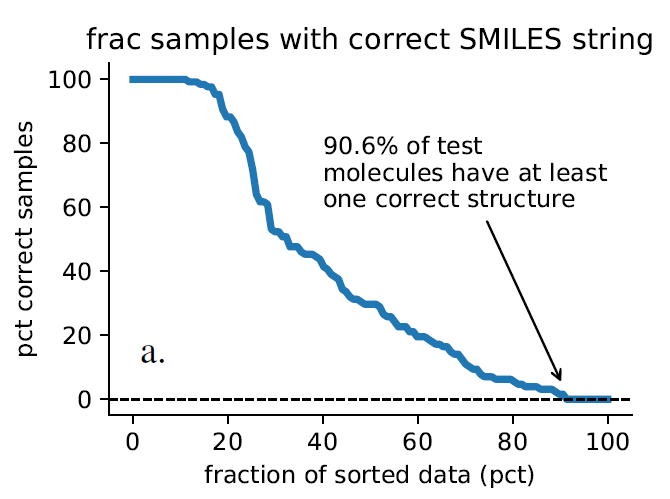 frac samples with correct SMILES string
100
80
60
40
20
0
pct correct samples
90.6% of test
molecules have at least
one correct structure
a.
0
20
40
60
80
100
fraction of sorted data (pct)